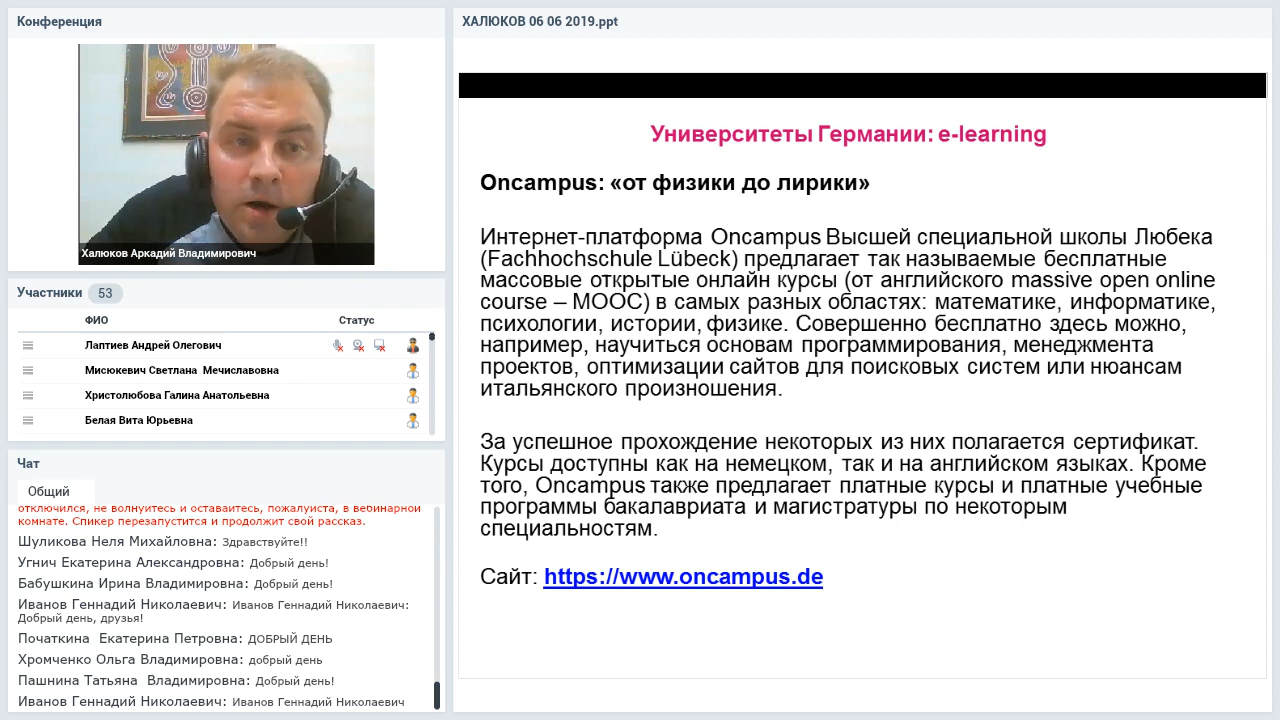 Конференция
Халюков Аркадий Владимирович
Участники 53
ФИО Статус
Лаптиев Андрей Олегович
Мисюкевич Светлана Мечиславовна
Христолюбова Галина Анатольевна
Белая Вита Юрьевна
Чат
Общий
отключился, не волнуйтесь и оставайтесь, пожалуйста, в вебинарной
комнате. Спикер перезапустится и продолжит свой рассказ.
Шуликова Неля Михайловна: Здравствуйте!!
Угнич Екатерина Александровна: Добрый день!
Бабушкина Ирина Владимировна: Добрый день!
Иванов Геннадий Николаевич: Иванов Геннадий Николаевич:
Добрый день, друзья!
Початкина Екатерина Петровна: ДОБРЫЙ ДЕНЬ
Хромченко Ольга Владимировна: добрый день
Пашнина Татьяна Владимировна: Добрый день!
Иванов Геннадий Николаевич: Иванов Геннадий Николаевич
ХАЛЮКОВ 06 06 2019.ppt
Университеты Германии: e-learning
Oncampus: «от физики до лирики»
Интернет-платформа Oncampus Высшей специальной школы Любека
(Fachhochschule Lübeck) предлагает так называемые бесплатные
массовые открытые онлайн курсы (от английского massive open online
course – MOOC) в самых разных областях: математике, информатике,
психологии, истории, физике. Совершенно бесплатно здесь можно,
например, научиться основам программирования, менеджмента
проектов, оптимизации сайтов для поисковых систем или нюансам
итальянского произношения.
За успешное прохождение некоторых из них полагается сертификат.
Курсы доступны как на немецком, так и на английском языках. Кроме
того, Oncampus также предлагает платные курсы и платные учебные
программы бакалавриата и магистратуры по некоторым
специальностям.
Сайт: https://www.oncampus.de